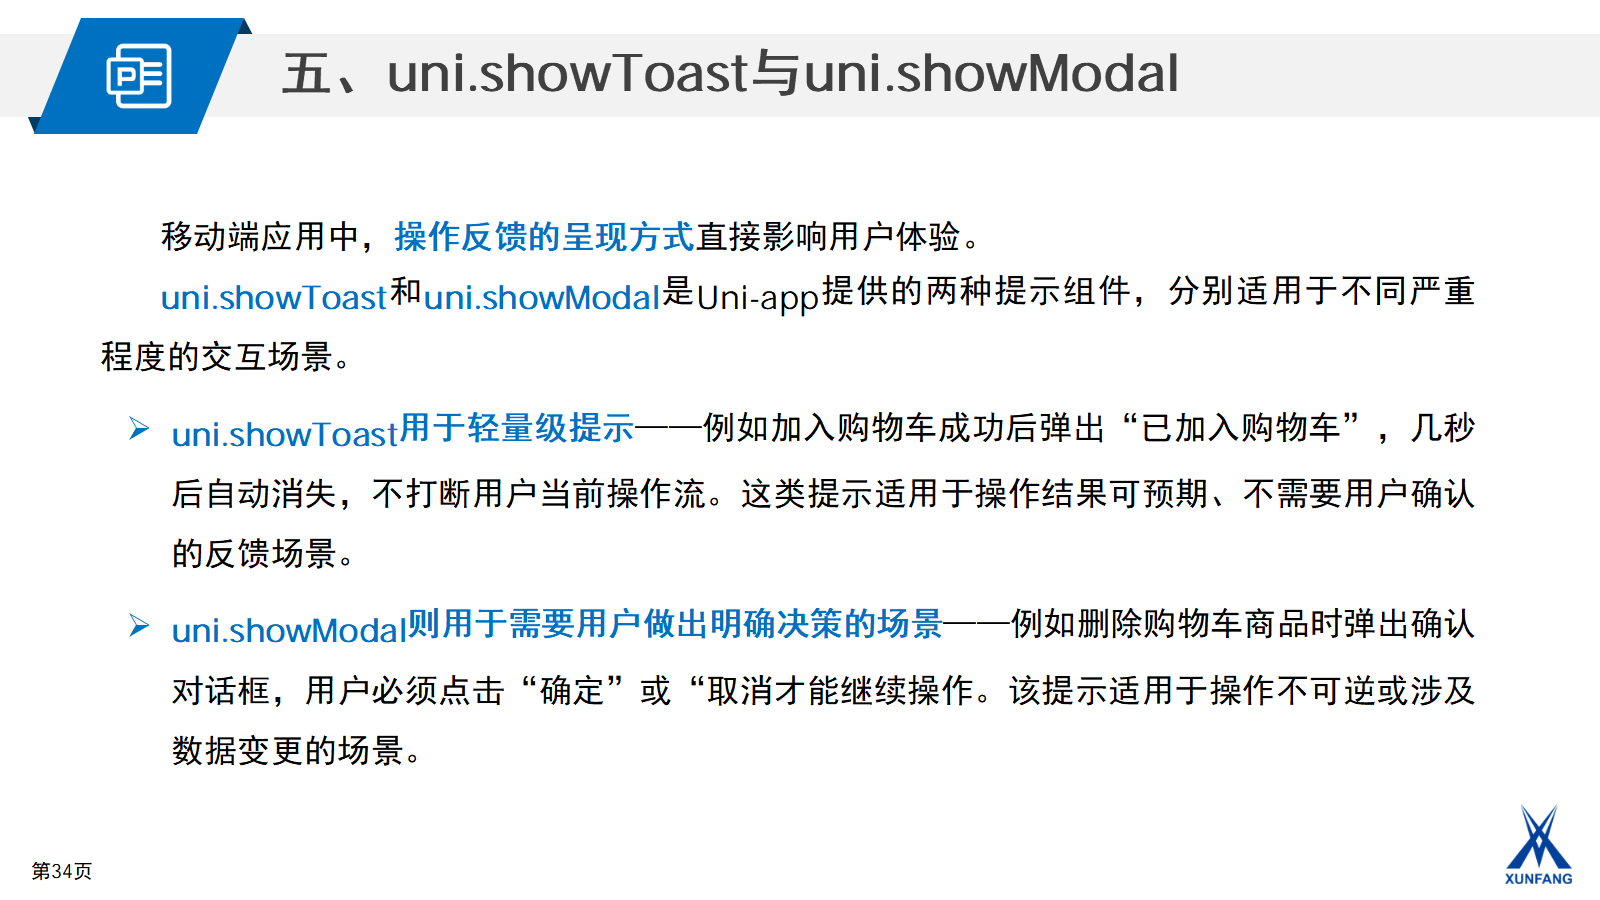 五、uni.showToast与uni.showModal
移动端应用中，操作反馈的呈现方式直接影响用户体验。
uni.showToast和uni.showModal是Uni-app提供的两种提示组件，分别适用于不同严重
程度的交互场景。
uni.showToast用于轻量级提示——例如加入购物车成功后弹出“已加入购物车”，几秒
后自动消失，不打断用户当前操作流。这类提示适用于操作结果可预期、不需要用户确认
的反馈场景。
uni.showModal则用于需要用户做出明确决策的场景——例如删除购物车商品时弹出确认
对话框，用户必须点击“确定”或“取消才能继续操作。该提示适用于操作不可逆或涉及
数据变更的场景。
第34页
XUNFANG